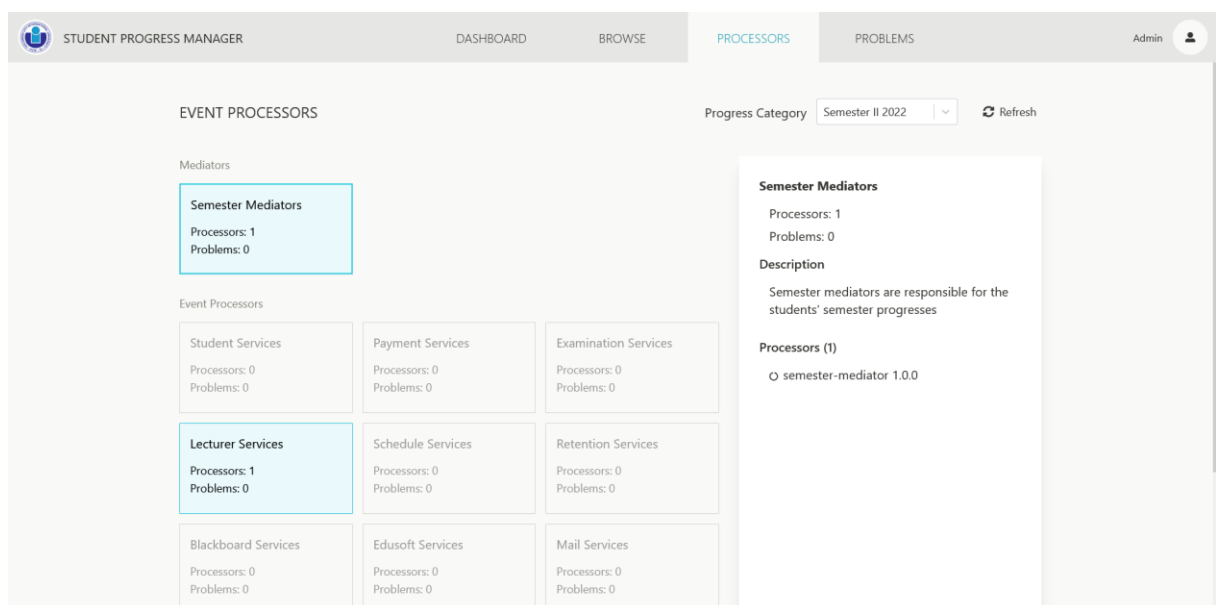 STUDENT PROGRESS MANAGER
DASHBOARD
BROWSE
PROCESSORS
PROBLEMS
Admin
EVENT PROCESSORS
Progress Category
Semester II 2022
Refresh
Mediators
Semester Mediators
Processors: 1
Problems: 0
Event Processors
Student Services
Processors: 0
Problems: 0
Payment Services
Processors: 0
Problems: 0
Examination Services
Processors: 0
Problems: 0
Lecturer Services
Processors: 1
Problems: 0
Schedule Services
Processors: 0
Problems: 0
Retention Services
Processors: 0
Problems: 0
Blackboard Services
Processors: 0
Problems: 0
Edusoft Services
Processors: 0
Problems: 0
Mail Services
Processors: 0
Problems: 0
Semester Mediators
Processors: 1
Problems: 0
Description
Semester mediators are responsible for the
students' semester progresses
Processors (1)
semester-mediator 1.0.0